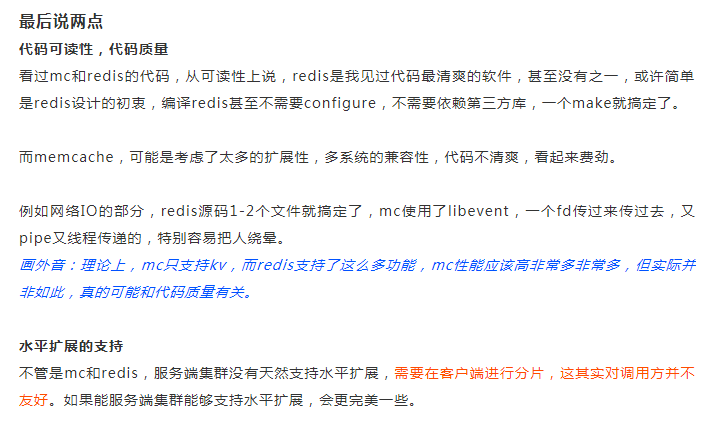 最后说两点
代码可读性，代码质量
看过mc和redis的代码，从可读性上说，redis是我见过代码最清爽的软件，甚至没有之一，或许简单
是redis设计的初衷，编译redis甚至不需要configure，不需要依赖第三方库，一个make就搞定了。
而memcache，可能是考虑了太多的扩展性，多系统的兼容性，代码不清爽，看起来费劲。
例如网络IO的部分，redis源码1-2个文件就搞定了，mc使用了libevent，一个fd传过来传过去，又
pipe又线程传递的，特别容易把人绕晕。
画外音：理论上，mc只支持kv，而redis支持了这么多功能，mc性能应该高非常多非常多，但实际并
非如此，真的可能和代码质量有关。
水平扩展的支持
不管是mc和redis，服务端集群没有天然支持水平扩展，需要在客户端进行分片，这其实对调用方并不
友好。如果能服务端集群能够支持水平扩展，会更完美一些。